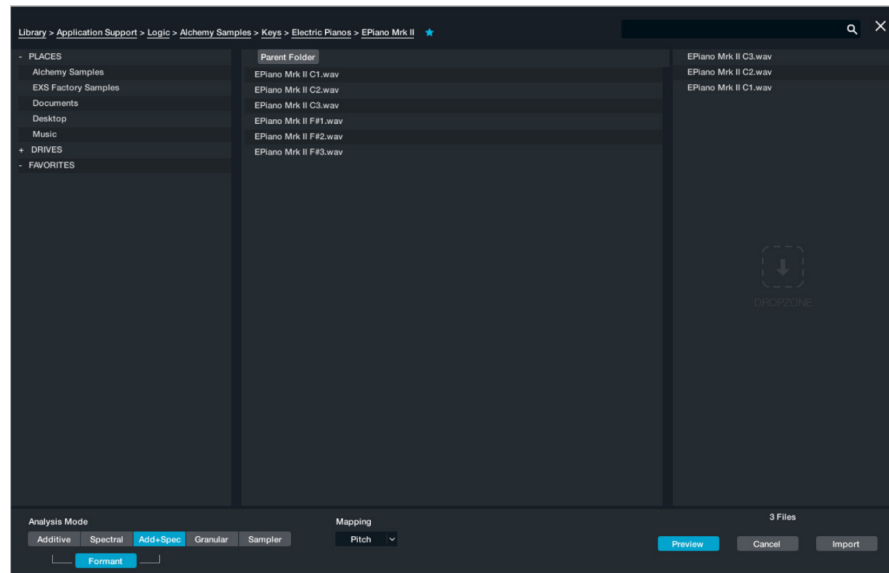 Library > Application Support > Logic > Alchemy Samples > Keys > Electric Pianos > EPiano Mrk II
- PLACES
Alchemy Samples
EXS Factory Samples
Documents
Desktop
Music
+ DRIVES
- FAVORITES
Parent Folder
EPiano Mrk II C1.wav
EPiano Mrk II C2.wav
EPiano Mrk II C3.wav
EPiano Mrk II F#1.wav
EPiano Mrk II F#2.wav
EPiano Mrk II F#3.wav
EPiano Mrk II C3.wav
EPiano Mrk II C2.wav
EPiano Mrk II C1.wav
DROPZONE
Analysis Mode
Additive Spectral Add+Spec Granular Sampler
Formant
Mapping
Pitch
3 Files
Preview Cancel Import